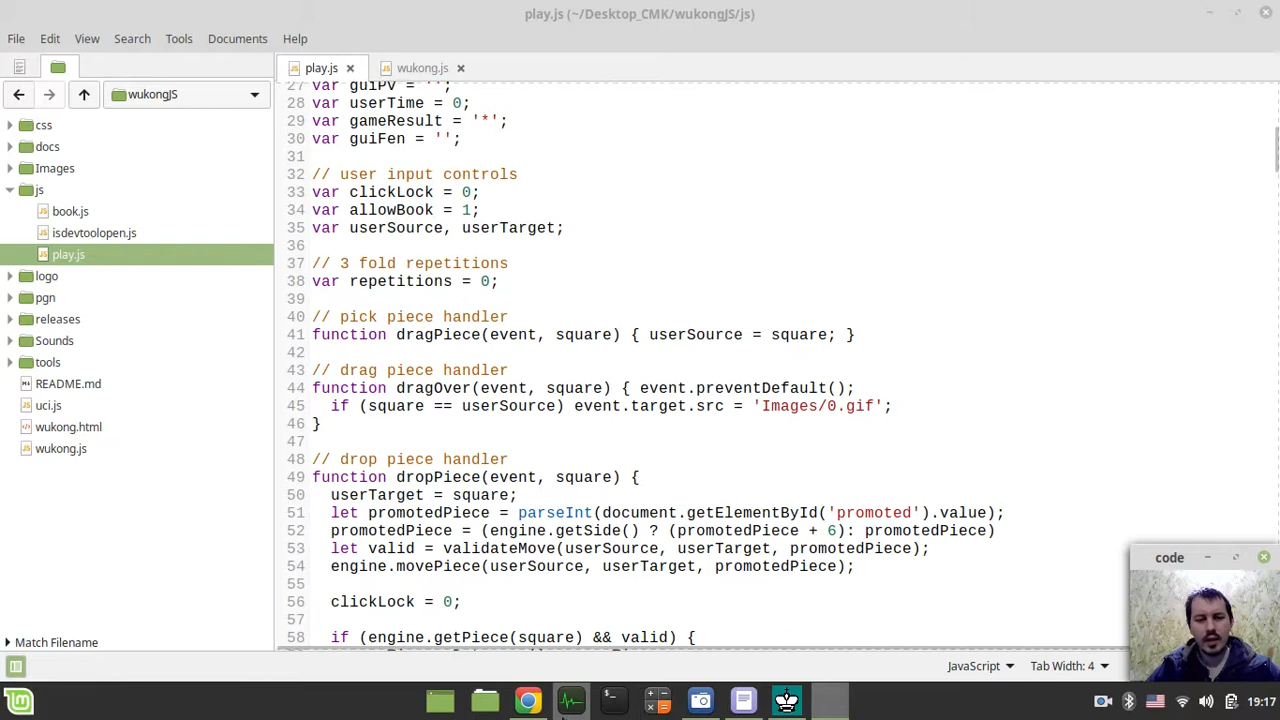 play.js (~/Desktop_CMK/wukongJS/js)
File Edit View Search Tools Documents Help
play.js wukong.js
wukongJS
css
docs
Images
js
book.js
isdevtoolopen.js
play.js
logo
pgn
releases
Sounds
tools
README.md
uci.js
wukong.html
wukong.js
Match Filename
27 var guiPv = '';
28 var userTime = 0;
29 var gameResult = '*';
30 var guiFen = '';
31
32 // user input controls
33 var clickLock = 0;
34 var allowBook = 1;
35 var userSource, userTarget;
36
37 // 3 fold repetitions
38 var repetitions = 0;
39
40 // pick piece handler
41 function dragPiece(event, square) { userSource = square; }
42
43 // drag piece handler
44 function dragOver(event, square) { event.preventDefault();
45 if (square == userSource) event.target.src = 'Images/0.gif';
46 }
47
48 // drop piece handler
49 function dropPiece(event, square) {
50 userTarget = square;
51 let promotedPiece = parseInt(document.getElementById('promoted').value);
52 promotedPiece = (engine.getSide() ? (promotedPiece + 6): promotedPiece)
53 let valid = validateMove(userSource, userTarget, promotedPiece);
54 engine.movePiece(userSource, userTarget, promotedPiece);
55
56 clickLock = 0;
57
58 if (engine.getPiece(square) && valid) {
code
JavaScript Tab Width: 4
19:17